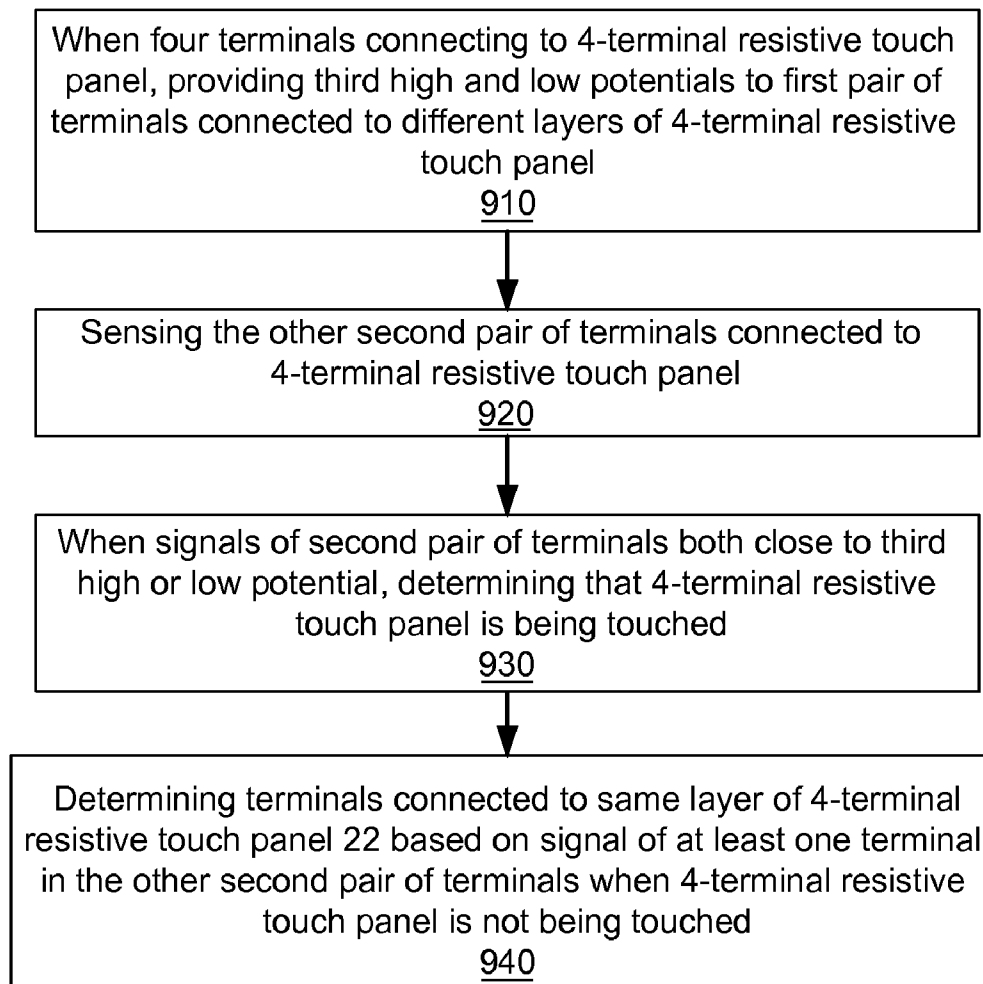 When four terminals connecting to 4-terminal resistive touch
panel, providing third high and low potentials to first pair of
terminals connected to different layers of 4-terminal resistive
touch panel
910
Sensing the other second pair of terminals connected to
4-terminal resistive touch panel
920
When signals of second pair of terminals both close to third
high or low potential, determining that 4-terminal resistive
touch panel is being touched
930
Determining terminals connected to same layer of 4-terminal
resistive touch panel 22 based on signal of at least one terminal
in the other second pair of terminals when 4-terminal resistive
touch panel is not being touched
940